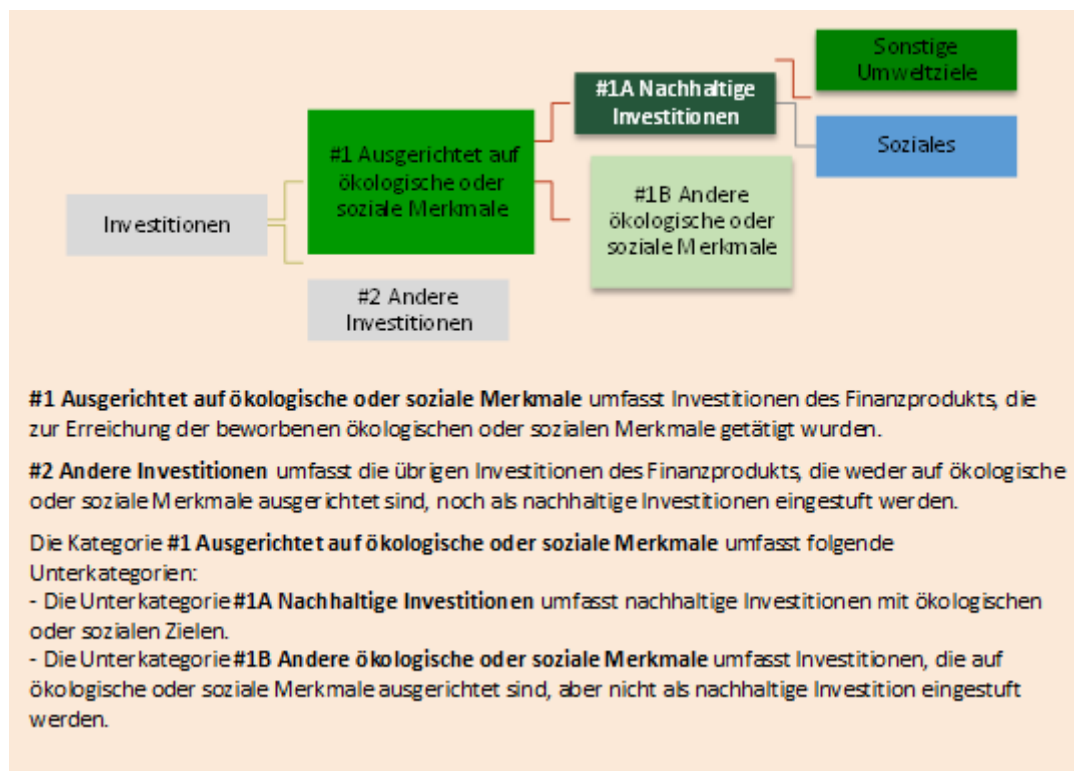 Sonstige
Umweltziele
#1A Nachhaltige
Investitionen
Soziales
#1 Ausgerichtet auf
ökologische oder
soziale Merkmale
#1B Andere
ökologische oder
soziale Merkmale
Investitionen
#2 Andere
Investitionen
#1 Ausgerichtet auf ökologische oder soziale Merkmale umfasst Investitionen des Finanzprodukts, die
zur Erreichung der beworbenen ökologischen oder sozialen Merkmale getätigt wurden.
#2 Andere Investitionen umfasst die übrigen Investitionen des Finanzprodukts, die weder auf ökologische
oder soziale Merkmale ausgerichtet sind, noch als nachhaltige Investitionen eingestuft werden.
Die Kategorie #1 Ausgerichtet auf ökologische oder soziale Merkmale umfasst folgende
Unterkategorien:
- Die Unterkategorie #1A Nachhaltige Investitionen umfasst nachhaltige Investitionen mit ökologischen
oder sozialen Zielen.
- Die Unterkategorie #1B Andere ökologische oder soziale Merkmale umfasst Investitionen, die auf
ökologische oder soziale Merkmale ausgerichtet sind, aber nicht als nachhaltige Investition eingestuft
werden.